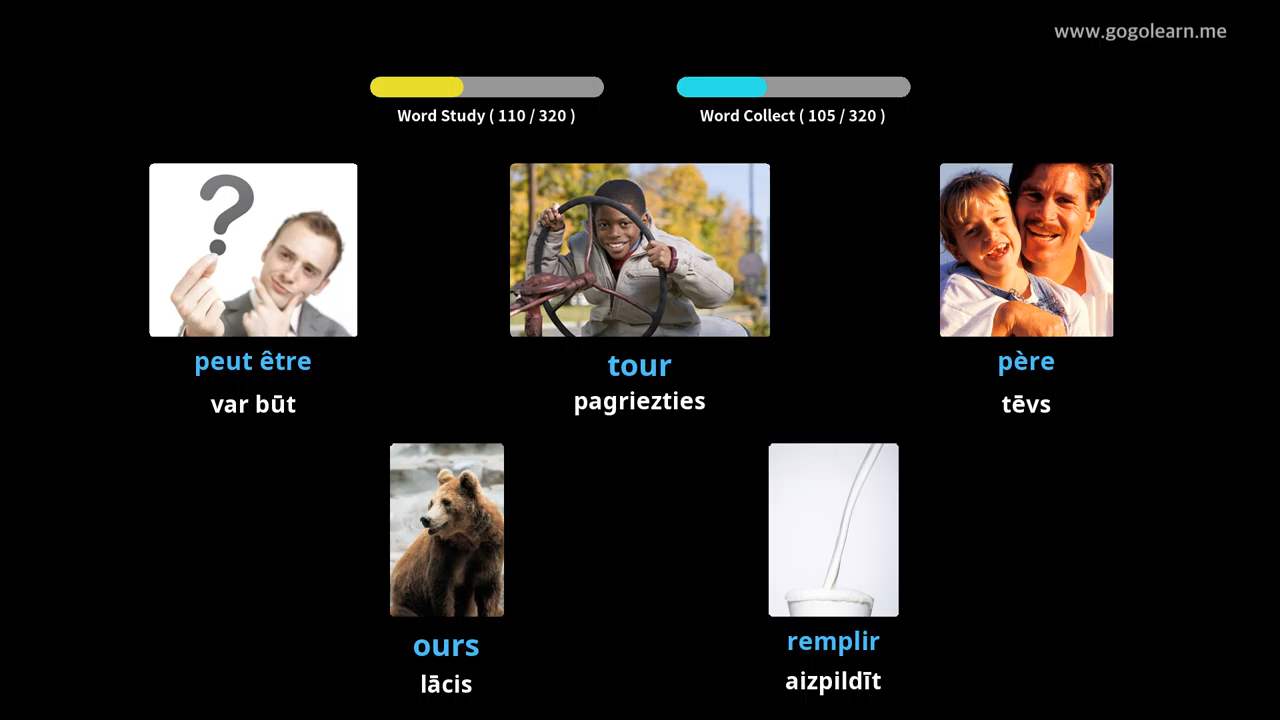 www.gogolearn.me
Word Study ( 110 / 320 )
Word Collect ( 105 / 320 )
peut être
var būt
tour
pagriezties
père
tēvs
ours
lācis
remplir
aizpildīt